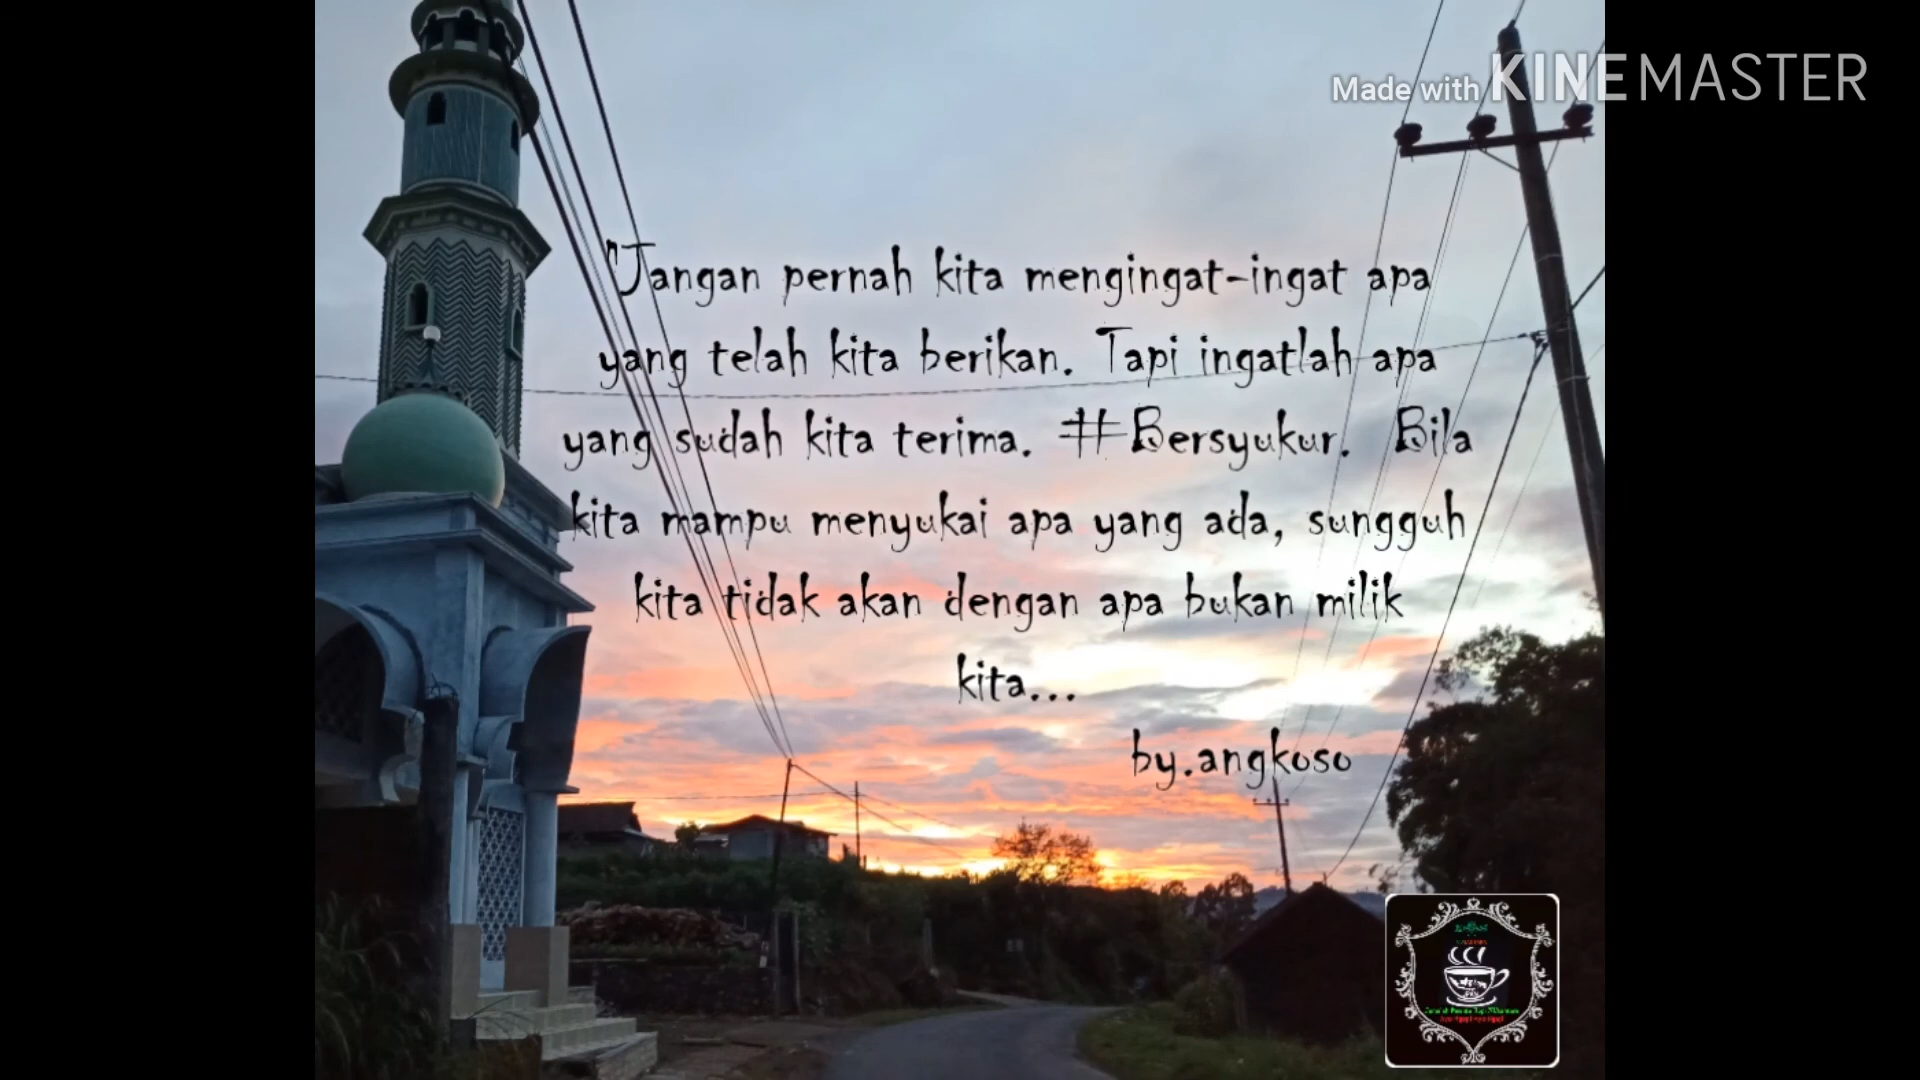 Made with KINEMASTER
"Jangan pernah kita mengingat-ingat apa
yang telah kita berikan. Tapi ingatlah apa
yang sudah kita terima. #Bersyukur. Bila
kita mampu menyukai apa yang ada, sungguh
kita tidak akan dengan apa bukan milik
kita...
by.angkoso